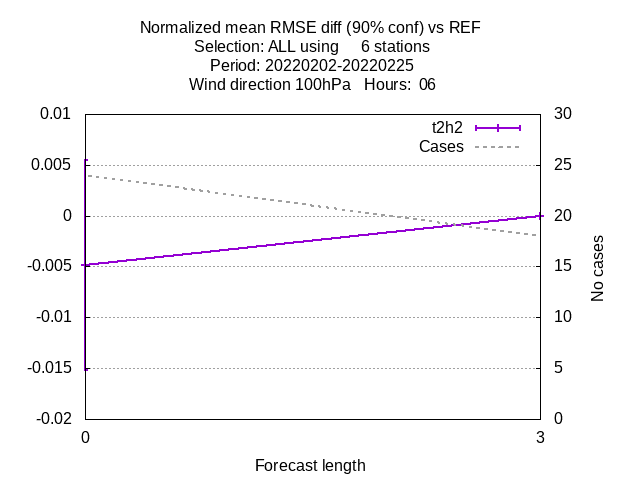 Normalized mean RMSE diff (90% conf) vs REF
Selection: ALL using     6 stations
Period: 20220202-20220225
Wind direction 100hPa   Hours:  06
0.01
0.005
0
-0.005
-0.01
-0.015
-0.02
30
25
20
15
10
5
0
t2h2
Cases
No cases
0
3
Forecast length